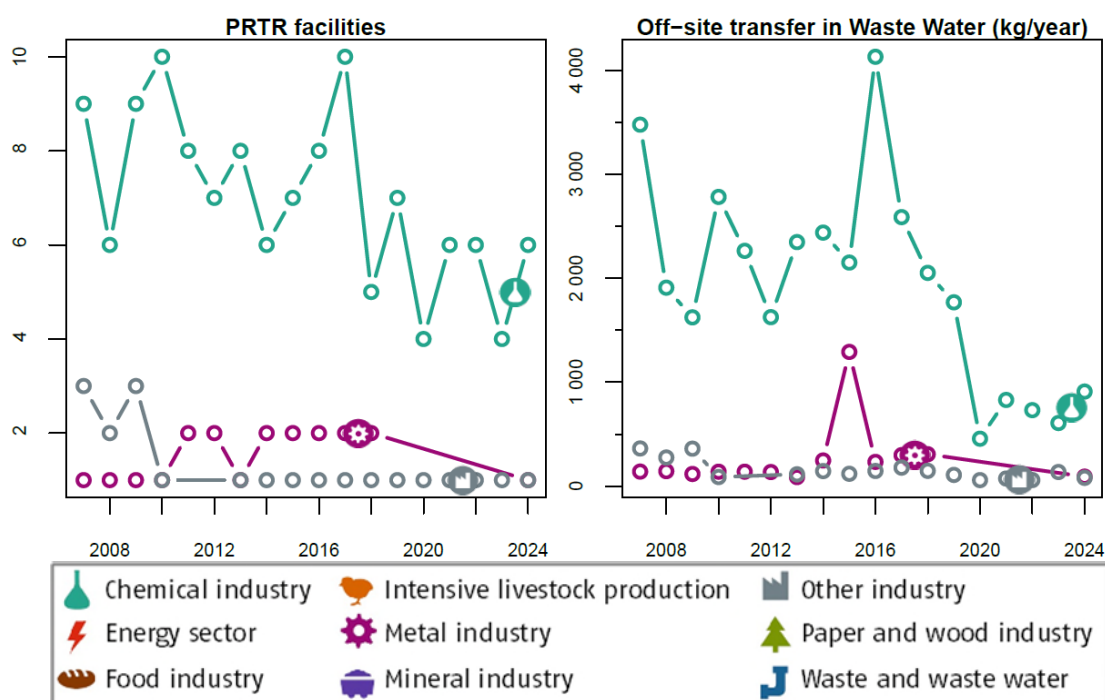 PRTR facilities
10
8
6
4
2
2008 2012 2016 2020 2024
Off−site transfer in Waste Water (kg/year)
4 000
3 000
2 000
1 000
0
2008 2012 2016 2020 2024
Chemical industry Intensive livestock production Other industry
Energy sector Metal industry Paper and wood industry
Food industry Mineral industry Waste and waste water